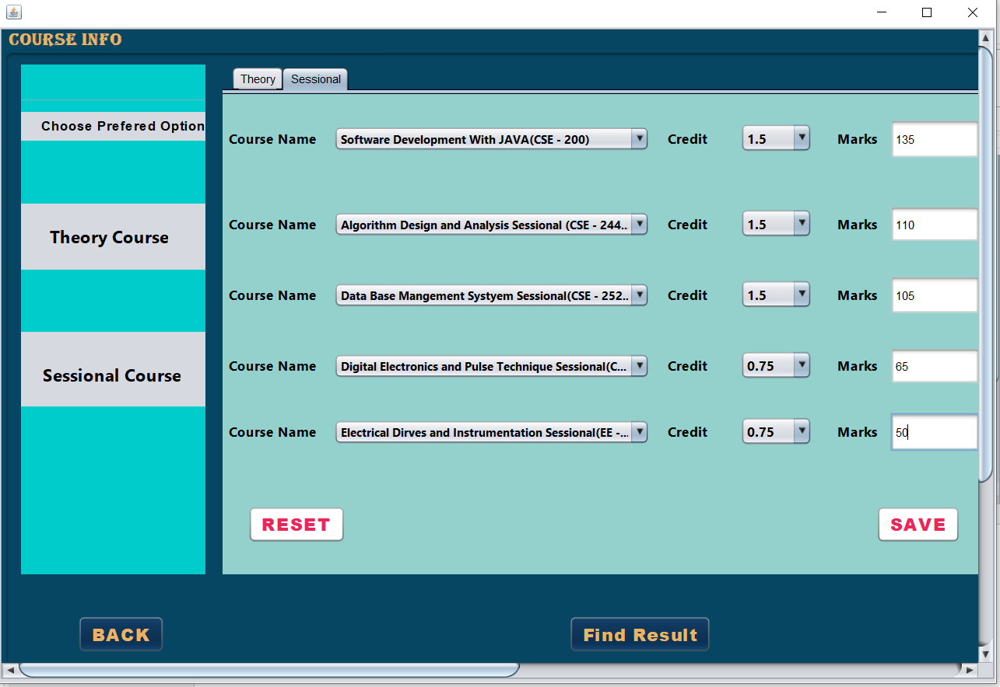 COURSE INFO
Theory Sessional
Choose Prefered Option
Course Name Software Development With JAVA(CSE - 200) Credit 1.5 Marks 135
Course Name Algorithm Design and Analysis Sessional (CSE - 244.. Credit 1.5 Marks 110
Theory Course
Course Name Data Base Mangement Systyem Sessional(CSE - 252.. Credit 1.5 Marks 105
Course Name Digital Electronics and Pulse Technique Sessional(C... Credit 0.75 Marks 65
Sessional Course
Course Name Electrical Dirves and Instrumentation Sessional(EE -... Credit 0.75 Marks 50
RESET SAVE
BACK Find Result